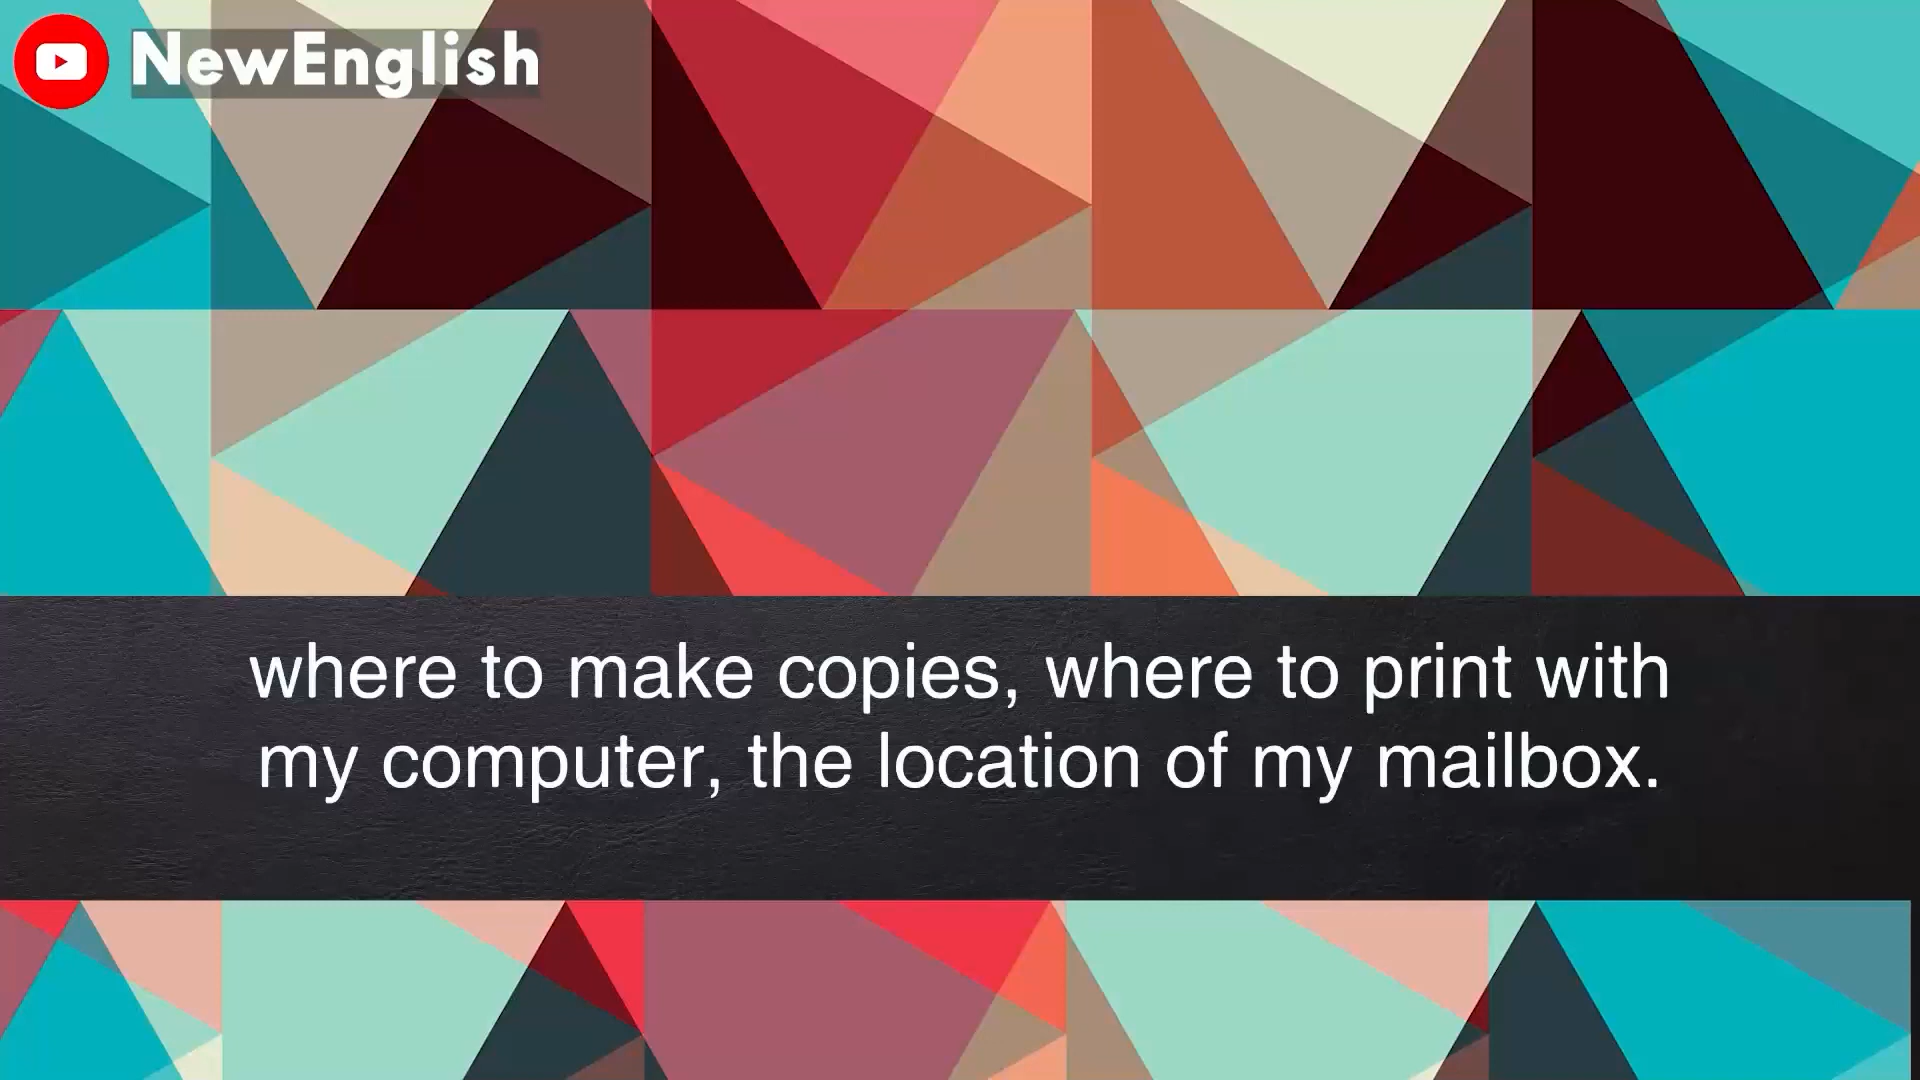 NewEnglish
where to make copies, where to print with
my computer, the location of my mailbox.